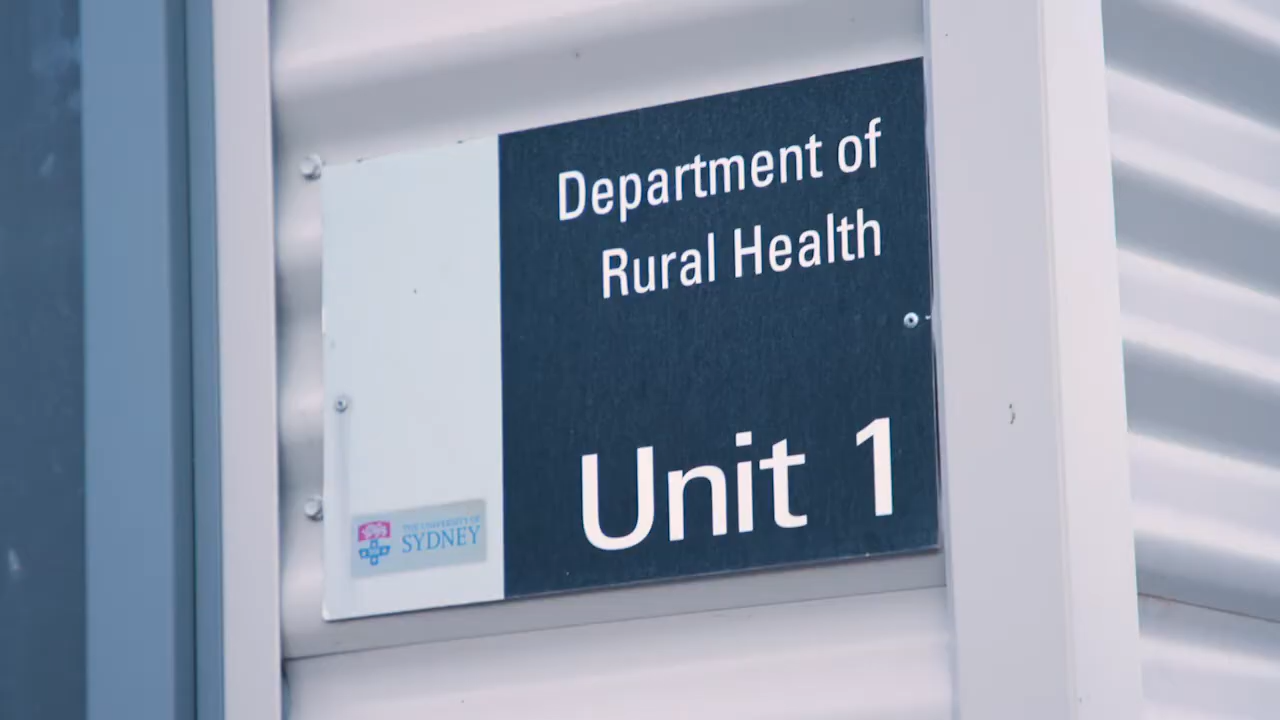 Department of
Rural Health
Unit 1
THE UNIVERSITY OF
SYDNEY